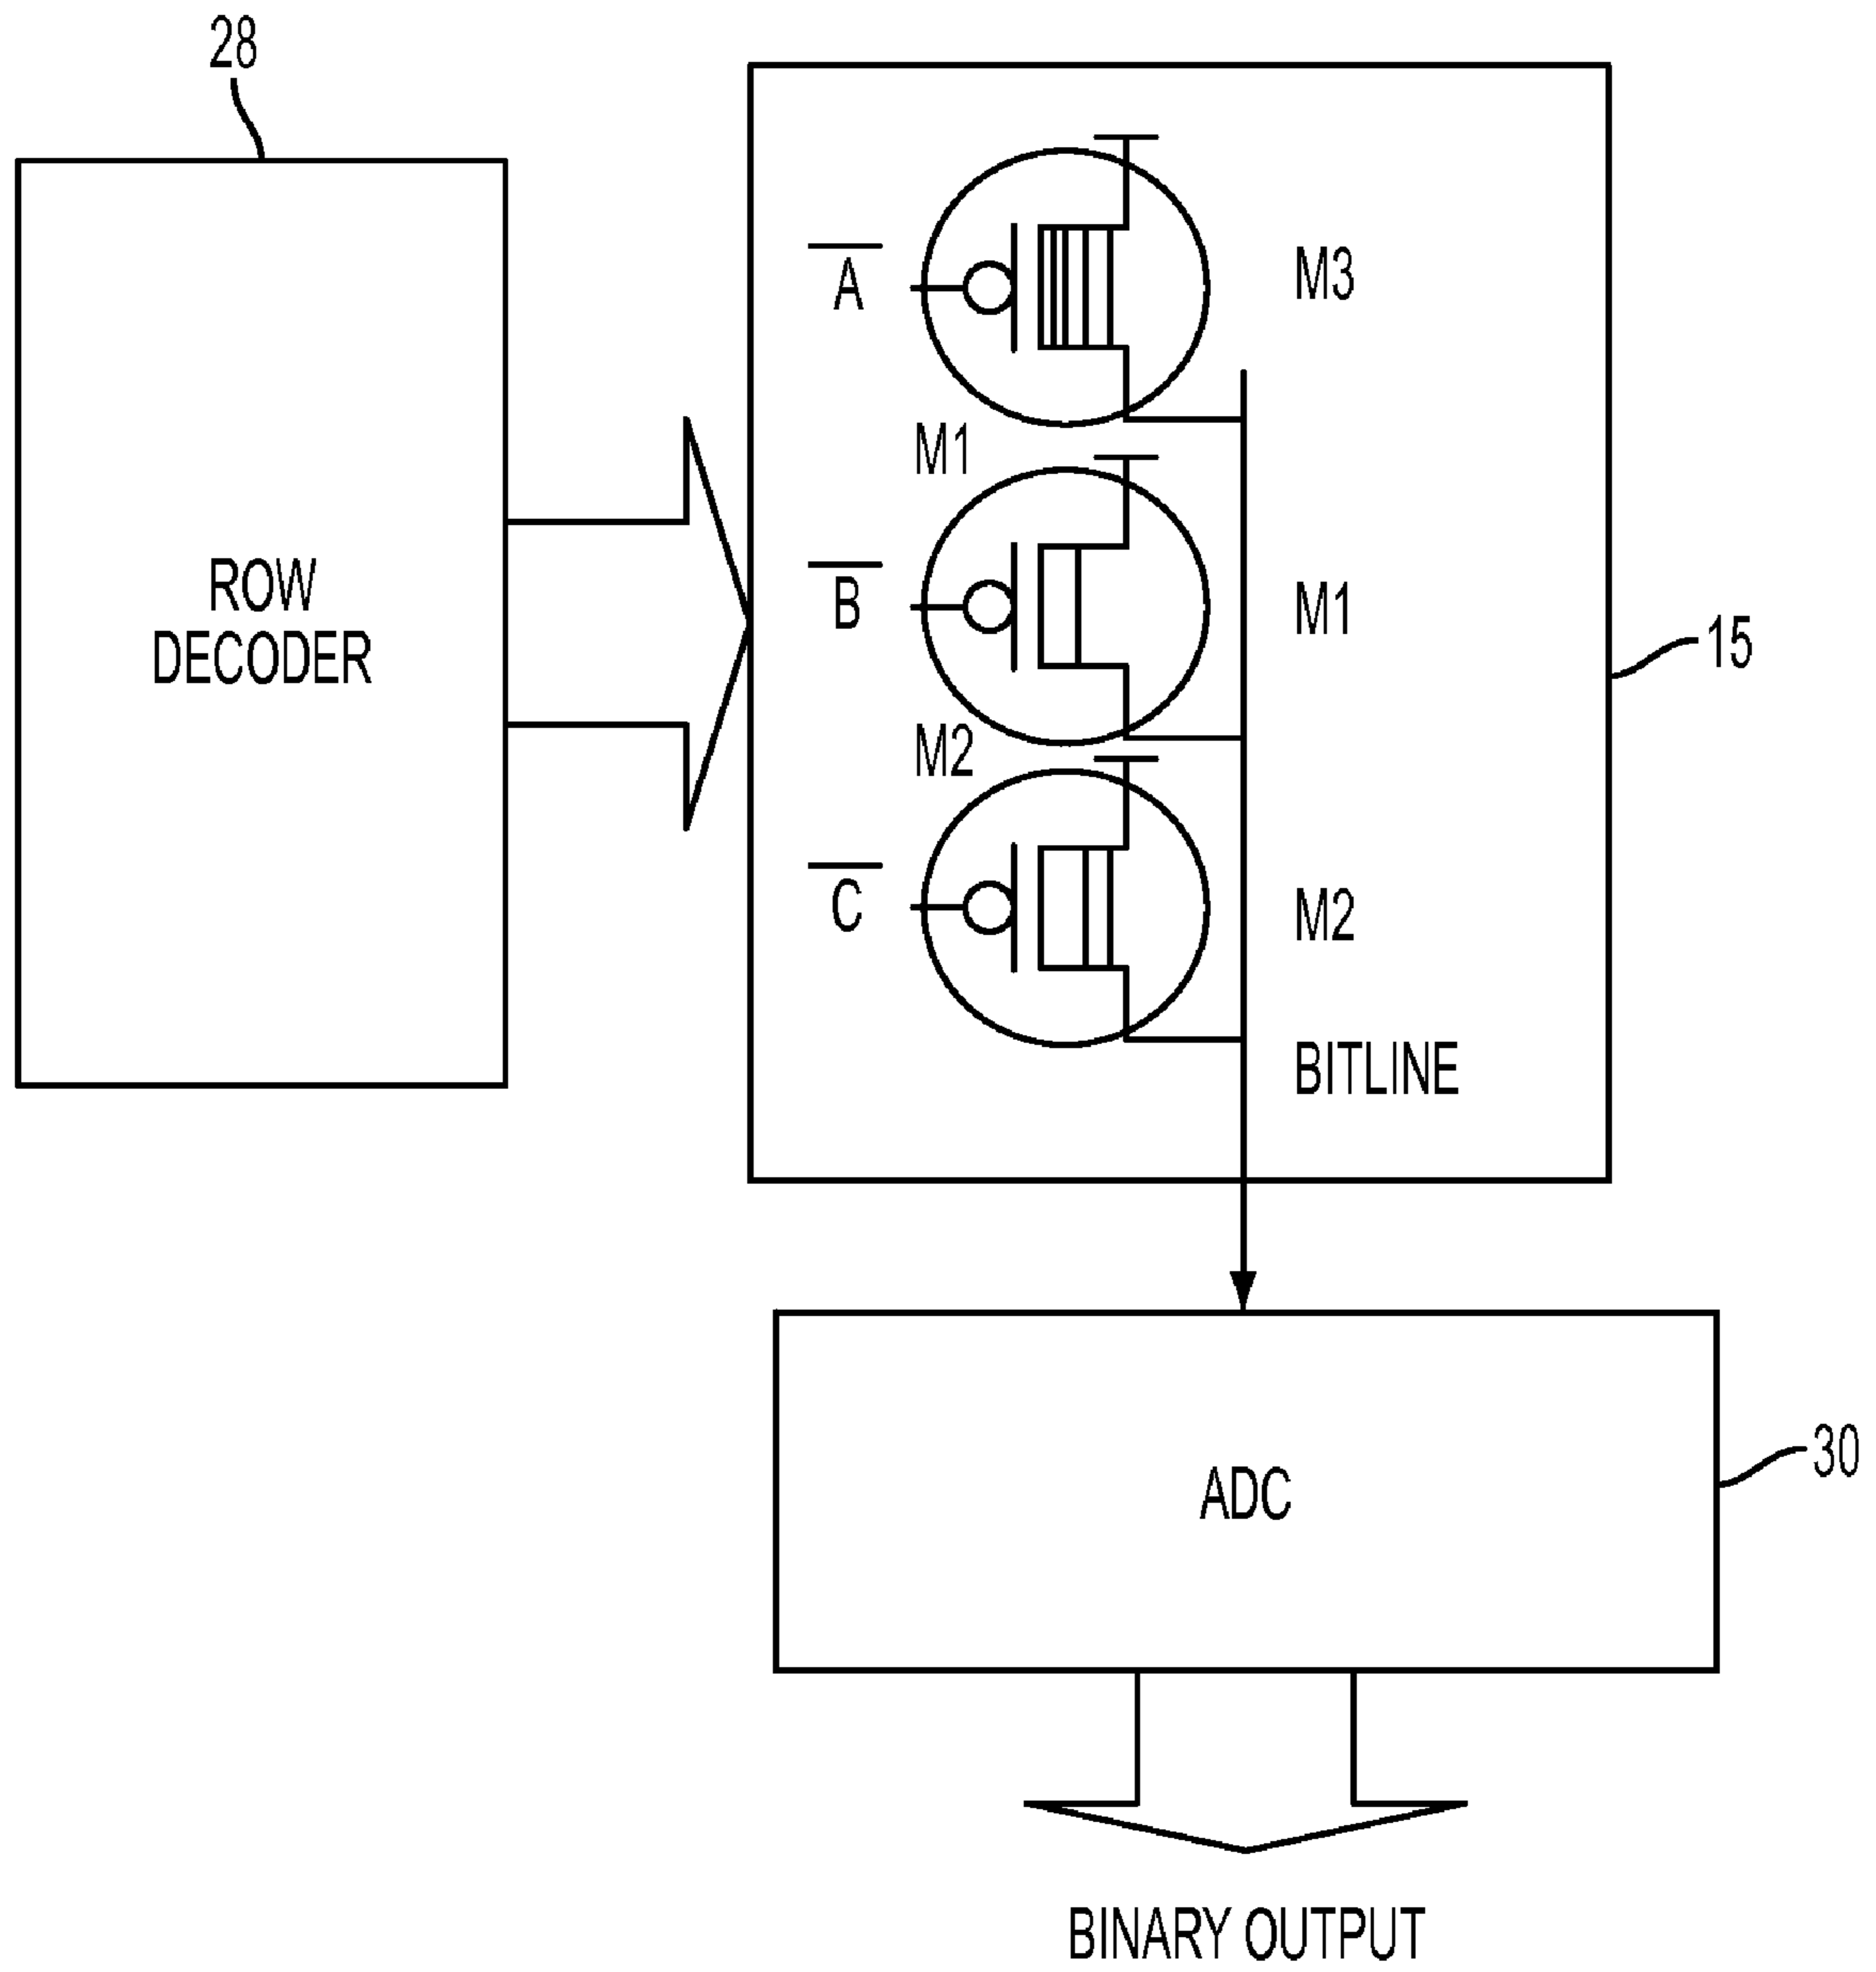 28
A̅
M3
M1
ROW
DECODER
B̅
M1
15
M2
C̅
M2
BITLINE
30
ADC
BINARY OUTPUT